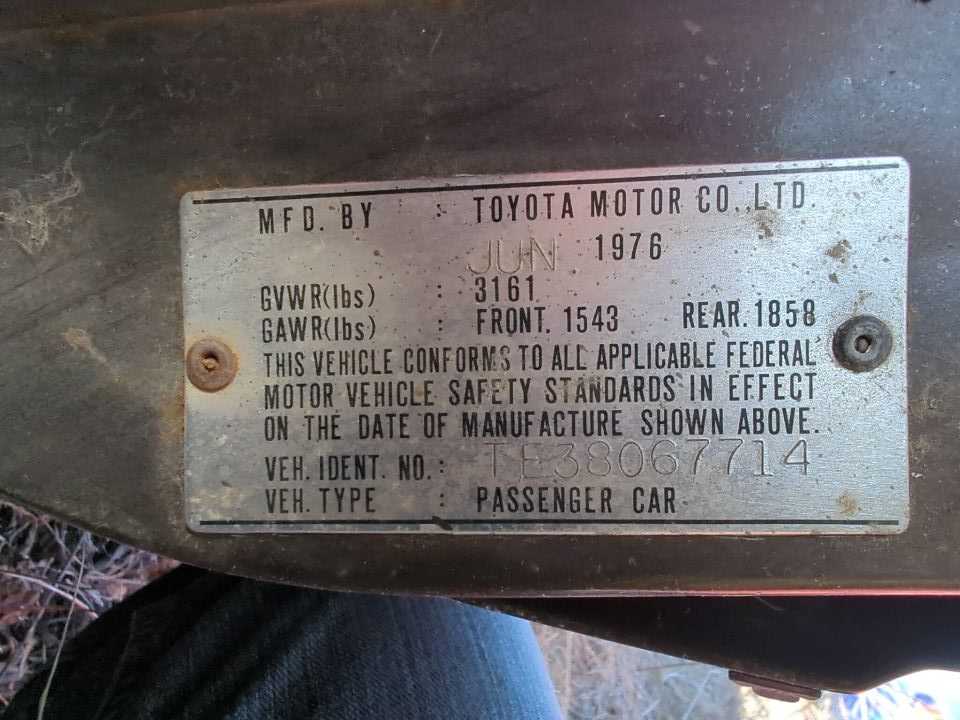 MFD. BY : TOYOTA MOTOR CO.,LTD.
JUN 1976
GVWR(lbs) : 3161
GAWR(lbs) : FRONT. 1543 REAR. 1858
THIS VEHICLE CONFORMS TO ALL APPLICABLE FEDERAL
MOTOR VEHICLE SAFETY STANDARDS IN EFFECT
ON THE DATE OF MANUFACTURE SHOWN ABOVE.
VEH. IDENT. NO. : TE38067714
VEH. TYPE : PASSENGER CAR